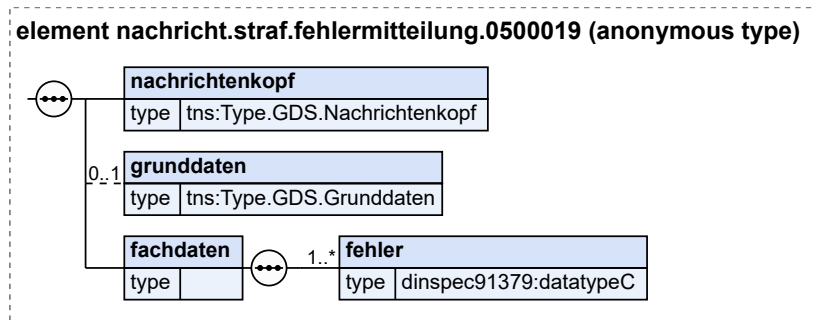 element nachricht.straf.fehlermitteilung.0500019 (anonymous type)
nachrichtenkopf
type tns:Type.GDS.Nachrichtenkopf
0..1 grunddaten
type tns:Type.GDS.Grunddaten
fachdaten 1..* fehler
type type dinspec91379:datatypeC